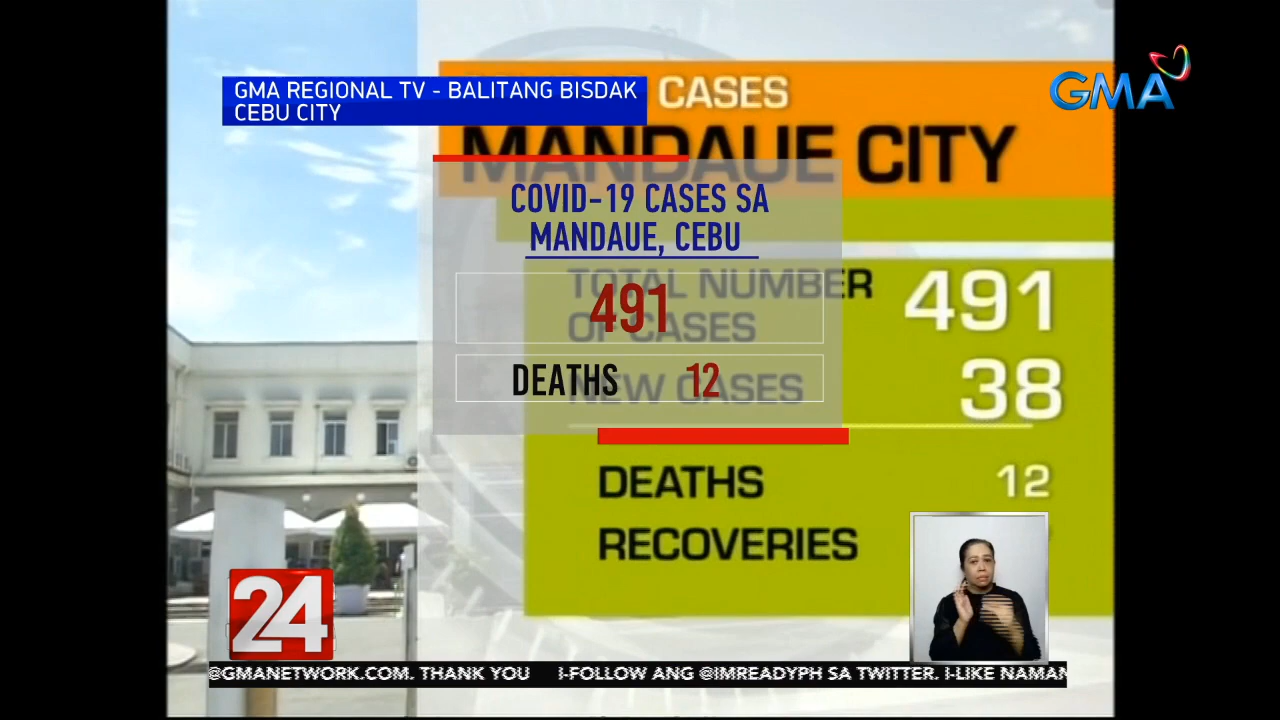 GMA REGIONAL TV - BALITANG BISDAK
CEBU CITY
GMA
CASES
MANDAUE CITY
COVID-19 CASES SA
MANDAUE, CEBU
491
DEATHS 12
TOTAL NUMBER
OF CASES 491
NEW CASES 38
DEATHS 12
RECOVERIES
24
@GMANETWORK.COM. THANK YOU I-FOLLOW ANG @IMREADYPH SA TWITTER. I-LIKE NAMAN